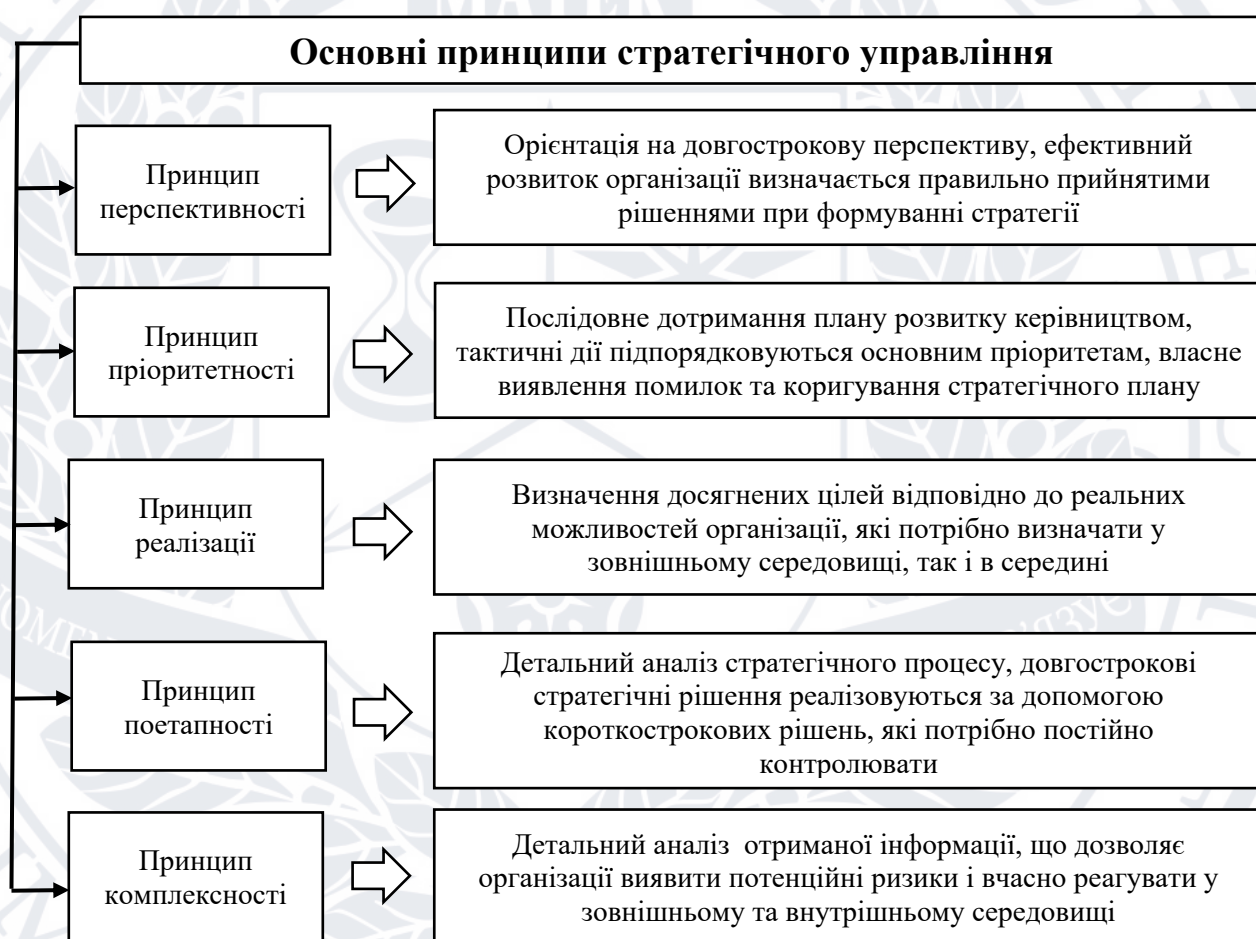 Основні принципи стратегічного управління
Принцип
перспективності
Орієнтація на довгострокову перспективу, ефективний
розвиток організації визначається правильно прийнятими
рішеннями при формуванні стратегії
Принцип
пріоритетності
Послідовне дотримання плану розвитку керівництвом,
тактичні дії підпорядковуються основним пріоритетам, власне
виявлення помилок та коригування стратегічного плану
Принцип
реалізації
Визначення досягнених цілей відповідно до реальних
можливостей організації, які потрібно визначати у
зовнішньому середовищі, так і в середині
Принцип
поетапності
Детальний аналіз стратегічного процесу, довгострокові
стратегічні рішення реалізовуються за допомогою
короткострокових рішень, які потрібно постійно
контролювати
Принцип
комплексності
Детальний аналіз  отриманої інформації, що дозволяє
організації виявити потенційні ризики і вчасно реагувати у
зовнішньому та внутрішньому середовищі